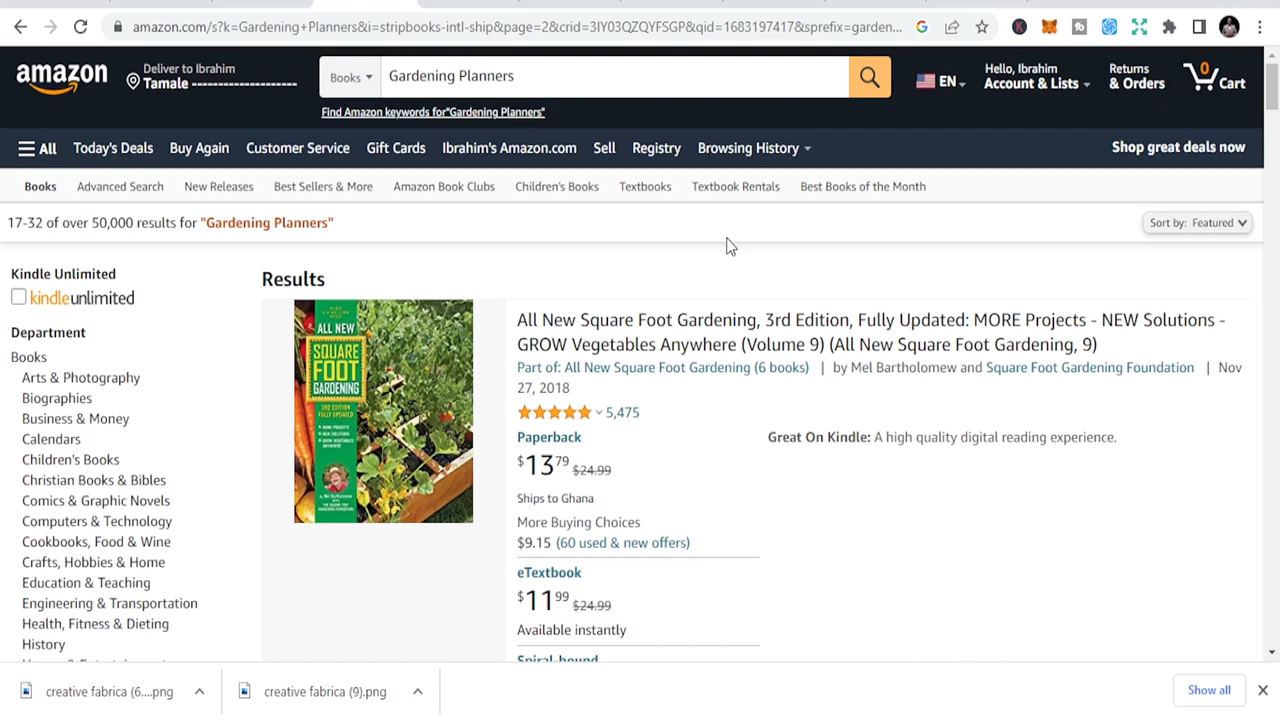 amazon.com/s?k=Gardening+Planners&i=stripbooks-intl-ship&page=2&crid=3IY03ZQYFSGP&qid=1683197417&sprefix=garden...
amazon
Deliver to Ibrahim
Tamale
Books
Gardening Planners
Find Amazon keywords for"Gardening Planners"
EN
Hello, Ibrahim
Account & Lists
Returns
& Orders
0
Cart
All
Today's Deals
Buy Again
Customer Service
Gift Cards
Ibrahim's Amazon.com
Sell
Registry
Browsing History
Shop great deals now
Books
Advanced Search
New Releases
Best Sellers & More
Amazon Book Clubs
Children's Books
Textbooks
Textbook Rentals
Best Books of the Month
17-32 of over 50,000 results for "Gardening Planners"
Sort by: Featured
Kindle Unlimited
kindleunlimited
Department
Books
Arts & Photography
Biographies
Business & Money
Calendars
Children's Books
Christian Books & Bibles
Comics & Graphic Novels
Computers & Technology
Cookbooks, Food & Wine
Crafts, Hobbies & Home
Education & Teaching
Engineering & Transportation
Health, Fitness & Dieting
History
Results
ALL NEW
SQUARE
FOOT
GARDENING
3RD EDITION
FULLY UPDATED
All New Square Foot Gardening, 3rd Edition, Fully Updated: MORE Projects - NEW Solutions -
GROW Vegetables Anywhere (Volume 9) (All New Square Foot Gardening, 9)
Part of: All New Square Foot Gardening (6 books) | by Mel Bartholomew and Square Foot Gardening Foundation | Nov
27, 2018
5,475
Paperback
$13 79 $24.99
Ships to Ghana
More Buying Choices
$9.15 (60 used & new offers)
eTextbook
$11 99 $24.99
Available instantly
Spiral-bound
Great On Kindle: A high quality digital reading experience.
creative fabrica (6....png
creative fabrica (9).png
Show all